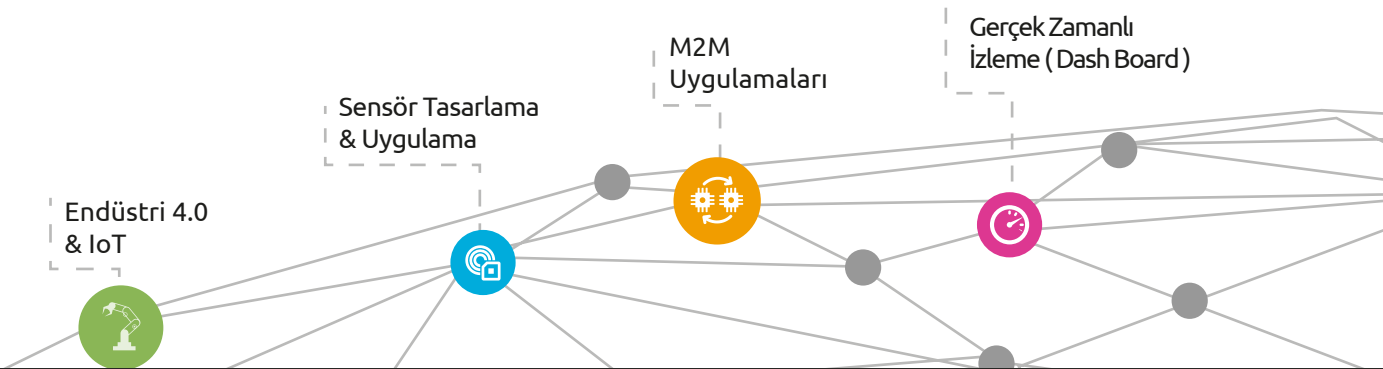 Endüstri 4.0
& IoT
Sensör Tasarlama
& Uygulama
M2M
Uygulamaları
Gerçek Zamanlı
İzleme ( Dash Board )